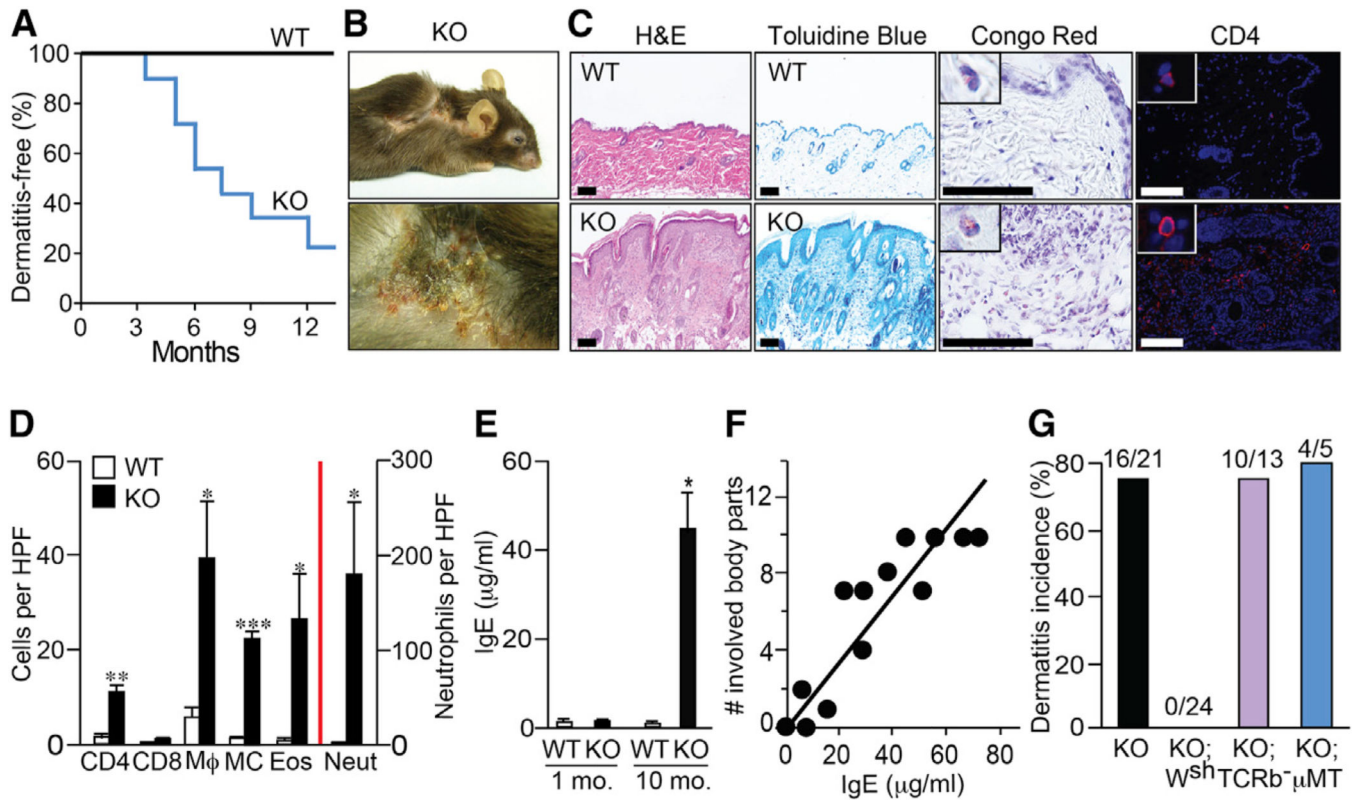 A
WT
100
80
60
40
20
0
KO
0 3 6 9 12
Dermatitis-free (%)
Months
B
KO
C
H&E Toluidine Blue Congo Red CD4
WT WT
KO KO
D
WT
KO
60
40
20
0
Cells per HPF
** * *** * *
300
200
100
0
Neutrophils per HPF
CD4 CD8 Mϕ MC Eos Neut
E
60
40
20
0
IgE (μg/ml)
*
WT KO WT KO
1 mo. 10 mo.
F
12
8
4
0
# involved body parts
0 20 40 60 80
IgE (μg/ml)
G
80
60
40
20
0
Dermatitis incidence (%)
16/21 0/24 10/13 4/5
KO KO; KO; KO;
Wsh TCRb- μMT